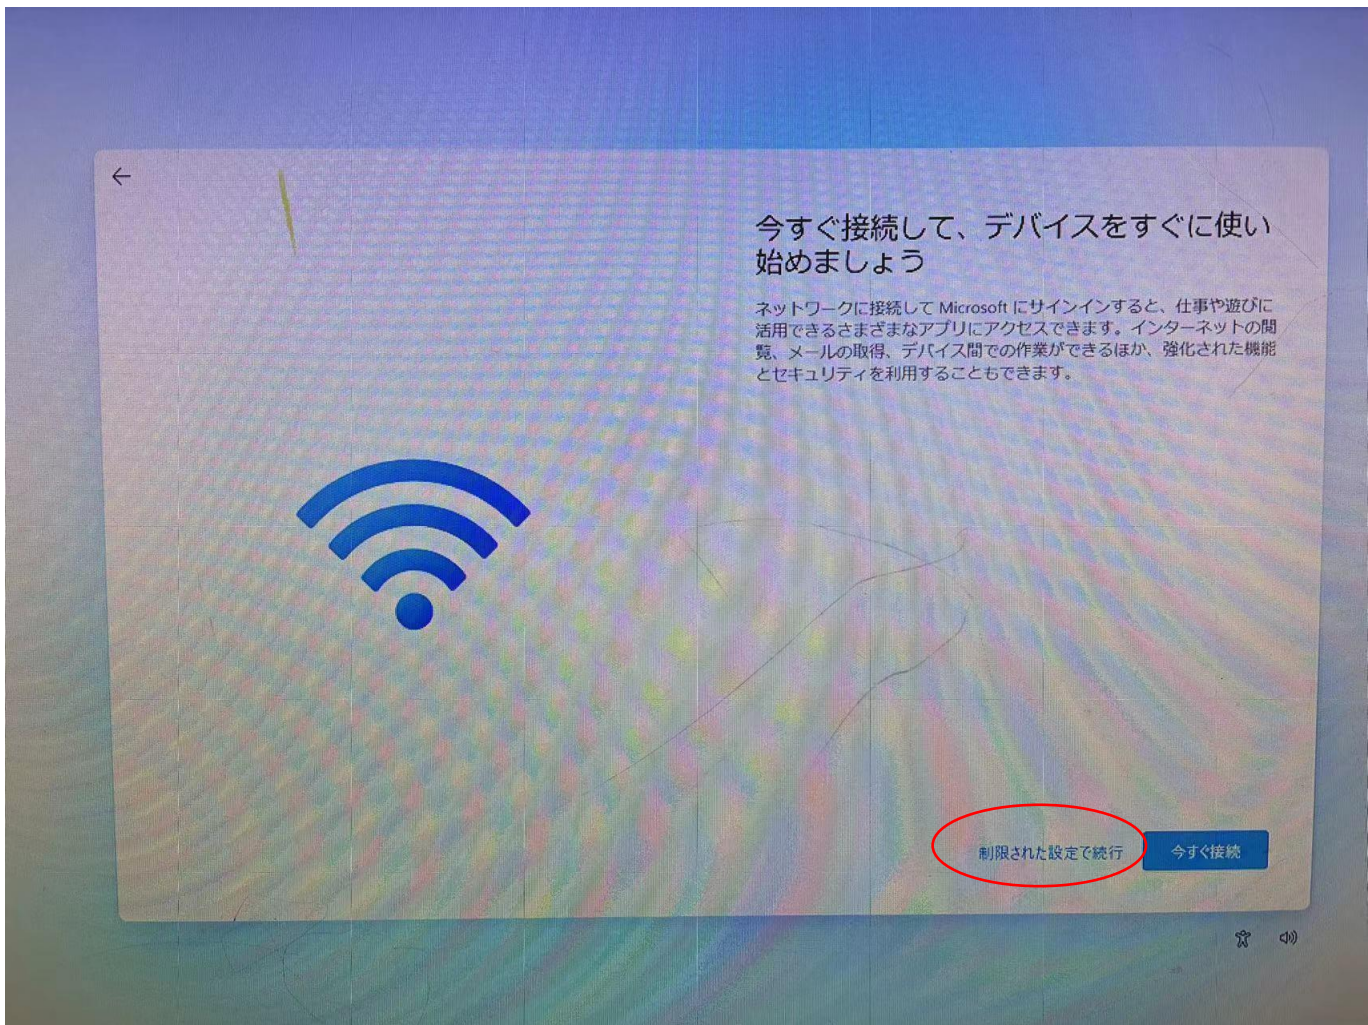 今すぐ接続して、デバイスをすぐに使い
始めましょう
ネットワークに接続して Microsoft にサインインすると、仕事や遊びに
活用できるさまざまなアプリにアクセスできます。インターネットの閲
覧、メールの取得、デバイス間での作業ができるほか、強化された機能
とセキュリティを利用することもできます。
制限された設定で続行
今すぐ接続